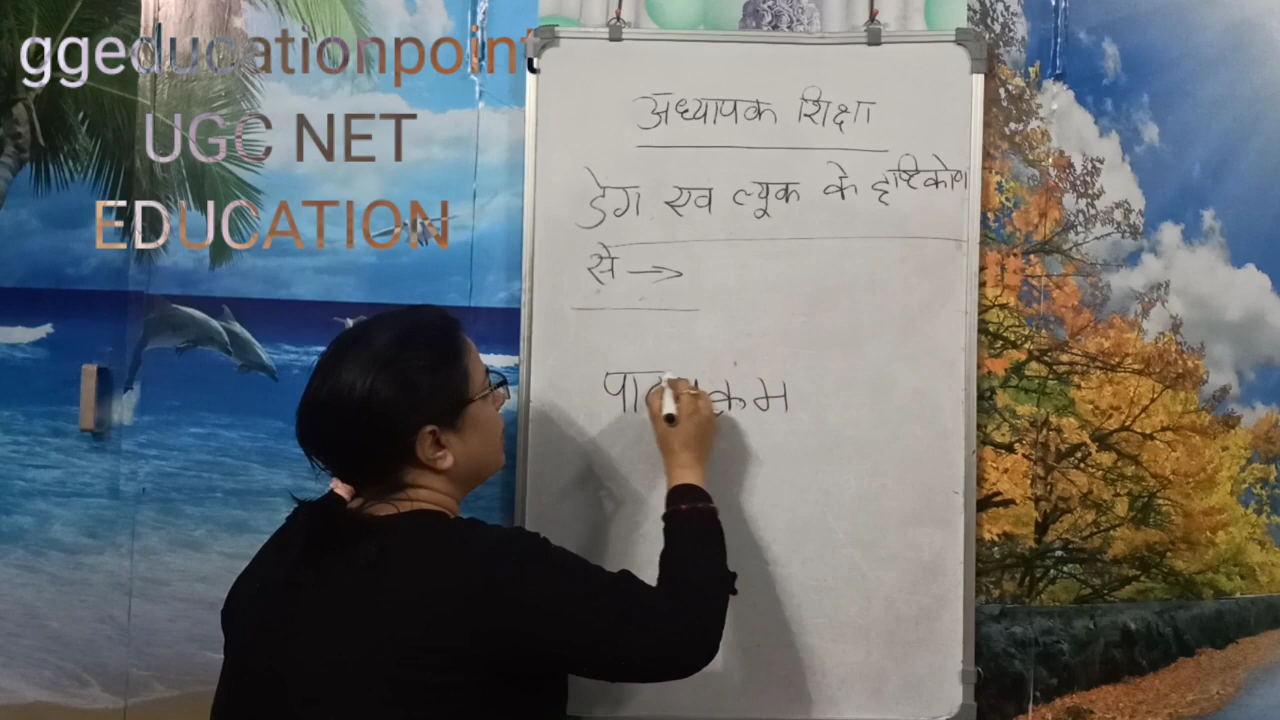 ggeducationpoint
UGC NET
EDUCATION
अध्यापक शिक्षा
डेग एव ल्यूक के दृष्टिकोण
से →